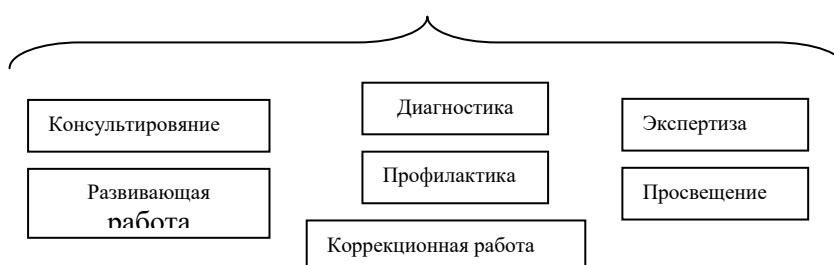 Консультировяние
Развивающая
работа
Диагностика
Профилактика
Коррекционная работа
Экспертиза
Просвещение